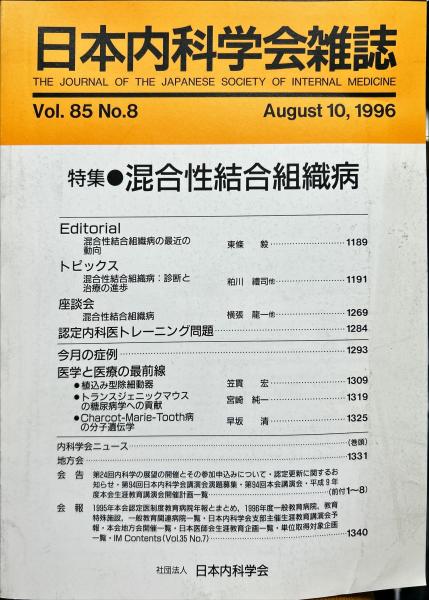 日本内科学会雑誌
THE JOURNAL OF THE JAPANESE SOCIETY OF INTERNAL MEDICINE
Vol. 85 No.8 August 10, 1996
特集●混合性結合組織病
Editorial
混合性結合組織病の最近の
動向 東條 毅 1189
トピックス
混合性結合組織病:診断と
治療の進歩 粕川 禮司他 1191
座談会
混合性結合組織病 横張 龍一他 1269
認定内科医トレーニング問題 1284
今月の症例 1293
医学と医療の最前線
●植込み型除細動器 笠貫 宏 1309
●トランスジェニックマウス
の糖尿病学への貢献 宮崎 純一 1319
●Charcot-Marie-Tooth病
の分子遺伝学 早坂 清 1325
内科学会ニュース (巻頭)
地方会 1331
会 告 第24回内科学の展望の開催とその参加申込みについて・認定更新に関するお
知らせ・第94回日本内科学会講演会演題募集・第94回本会講演会・平成9年
度本会生涯教育講演会開催計画一覧 (前付1〜8)
会 報 1995年本会認定医制度教育病院年報とまとめ,1996年度一般教育病院,教育
特殊施設,一般教育関連病院一覧・日本内科学会支部主催生涯教育講演会予
報・本会地方会開催一覧・日本医師会生涯教育企画一覧・単位取得対象企画
一覧・IM Contents(Vol.35 No.7) 1340
社団法人 日本内科学会